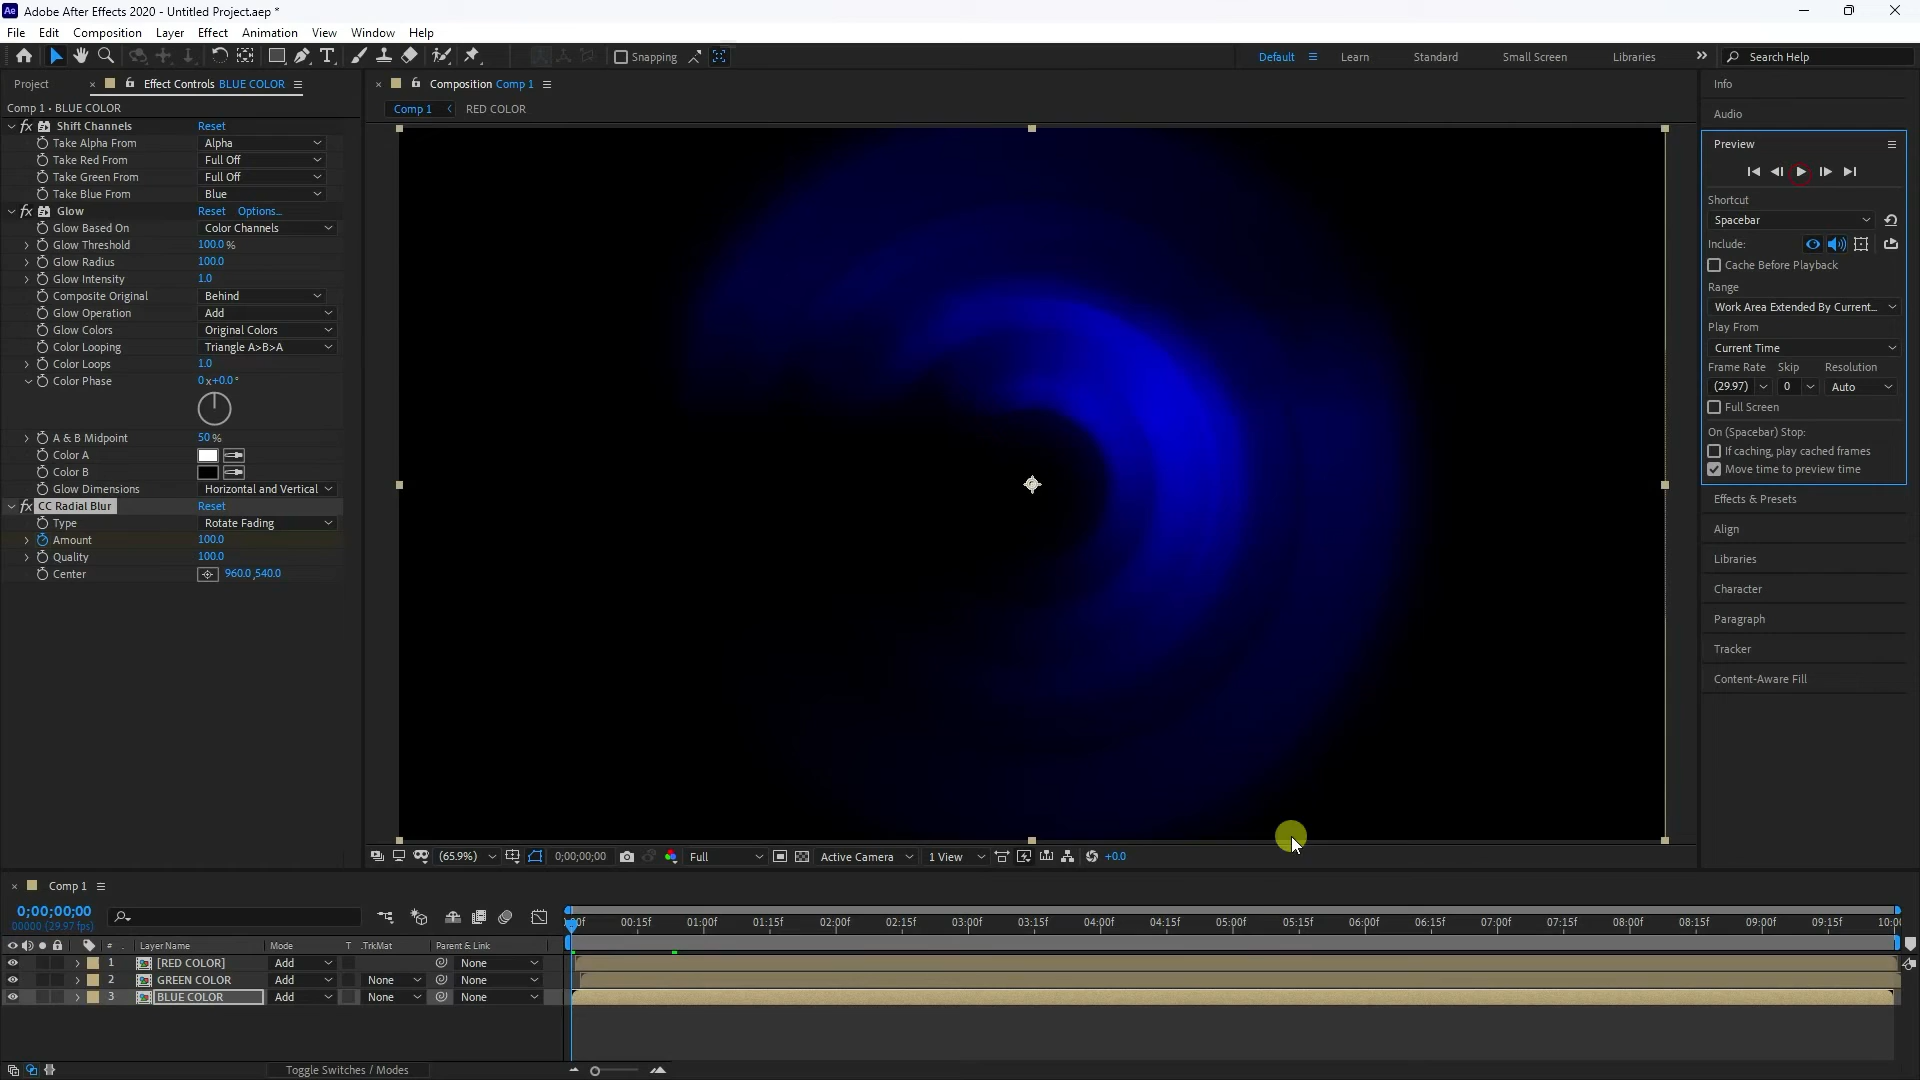 Adobe After Effects 2020 - Untitled Project.aep *
File Edit Composition Layer Effect Animation View Window Help
Snapping
Default Learn Standard Small Screen Libraries Search Help
Project Effect Controls BLUE COLOR
Composition Comp 1
Comp 1 • BLUE COLOR
Comp 1 RED COLOR
Shift Channels Reset
Take Alpha From Alpha
Take Red From Full Off
Take Green From Full Off
Take Blue From Blue
Glow Reset Options...
Glow Based On Color Channels
Glow Threshold 100.0 %
Glow Radius 100.0
Glow Intensity 1.0
Composite Original Behind
Glow Operation Add
Glow Colors Original Colors
Color Looping Triangle A>B>A
Color Loops 1.0
Color Phase 0x+0.0°
A & B Midpoint 50 %
Color A
Color B
Glow Dimensions Horizontal and Vertical
CC Radial Blur Reset
Type Rotate Fading
Amount 100.0
Quality 100.0
Center 960.0,540.0
Info
Audio
Preview
Shortcut
Spacebar
Include:
Cache Before Playback
Range
Work Area Extended By Current...
Play From
Current Time
Frame Rate Skip Resolution
(29.97) 0 Auto
Full Screen
On (Spacebar) Stop:
If caching, play cached frames
Move time to preview time
Effects & Presets
Align
Libraries
Character
Paragraph
Tracker
Content-Aware Fill
(65.9%) 0;00;00;00 Full Active Camera 1 View +0.0
Comp 1
0;00;00;00
00000 (29.97 fps)
00:15f 01:00f 01:15f 02:00f 02:15f 03:00f 03:15f 04:00f 04:15f 05:00f 05:15f 06:00f 06:15f 07:00f 07:15f 08:00f 08:15f 09:00f 09:15f
# Layer Name Mode T .TrkMat Parent & Link
1 [RED COLOR] Add None
2 GREEN COLOR Add None None
3 BLUE COLOR Add None None
Toggle Switches / Modes